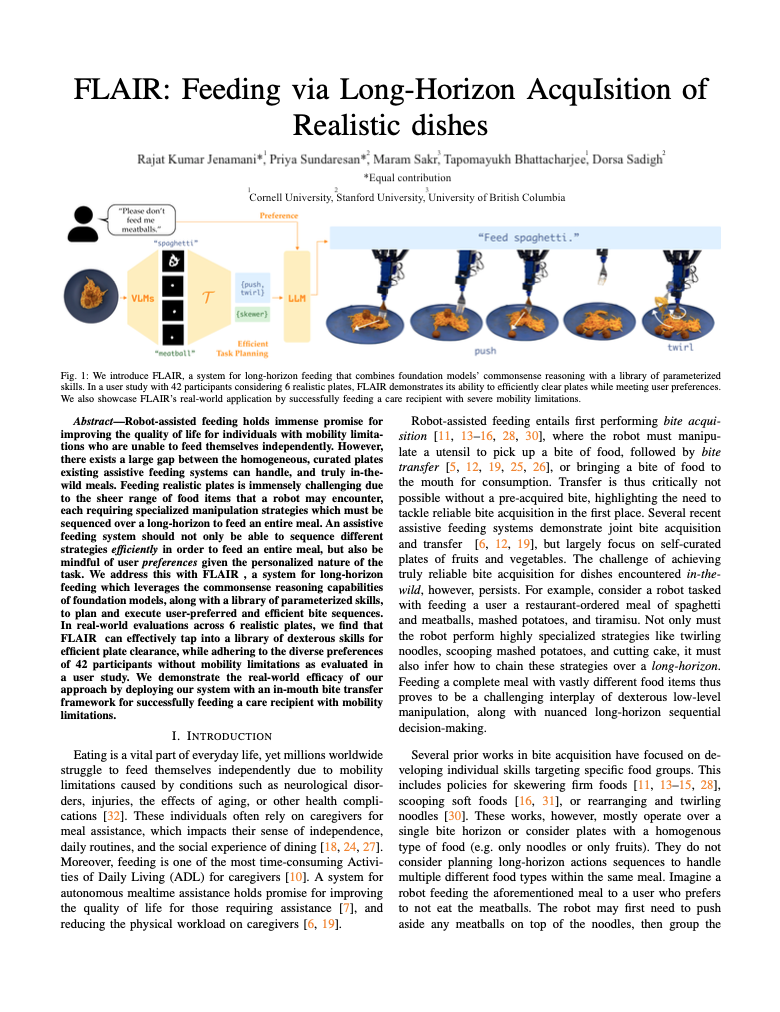 FLAIR: Feeding via Long-Horizon AcquIsition of
Realistic dishes
Rajat Kumar Jenamani*,1 Priya Sundaresan*,2 Maram Sakr,3 Tapomayukh Bhattacharjee,1 Dorsa Sadigh2
*Equal contribution
1Cornell University, 2Stanford University, 3University of British Columbia
“Please don’t
feed me
meatballs.”
Preference
"spaghetti"
VLMs
T
{push,
twirl}
{skewer}
LLM
"meatball"
Efficient
Task Planning
“Feed spaghetti.”
push
twirl
Fig. 1: We introduce FLAIR, a system for long-horizon feeding that combines foundation models’ commonsense reasoning with a library of parameterized
skills. In a user study with 42 participants considering 6 realistic plates, FLAIR demonstrates its ability to efficiently clear plates while meeting user preferences.
We also showcase FLAIR’s real-world application by successfully feeding a care recipient with severe mobility limitations.
Abstract—Robot-assisted feeding holds immense promise for
improving the quality of life for individuals with mobility limita-
tions who are unable to feed themselves independently. However,
there exists a large gap between the homogeneous, curated plates
existing assistive feeding systems can handle, and truly in-the-
wild meals. Feeding realistic plates is immensely challenging due
to the sheer range of food items that a robot may encounter,
each requiring specialized manipulation strategies which must be
sequenced over a long-horizon to feed an entire meal. An assistive
feeding system should not only be able to sequence different
strategies efficiently in order to feed an entire meal, but also be
mindful of user preferences given the personalized nature of the
task. We address this with FLAIR , a system for long-horizon
feeding which leverages the commonsense reasoning capabilities
of foundation models, along with a library of parameterized skills,
to plan and execute user-preferred and efficient bite sequences.
In real-world evaluations across 6 realistic plates, we find that
FLAIR can effectively tap into a library of dexterous skills for
efficient plate clearance, while adhering to the diverse preferences
of 42 participants without mobility limitations as evaluated in
a user study. We demonstrate the real-world efficacy of our
approach by deploying our system with an in-mouth bite transfer
framework for successfully feeding a care recipient with mobility
limitations.
I. INTRODUCTION
Eating is a vital part of everyday life, yet millions worldwide
struggle to feed themselves independently due to mobility
limitations caused by conditions such as neurological disor-
ders, injuries, the effects of aging, or other health compli-
cations [32]. These individuals often rely on caregivers for
meal assistance, which impacts their sense of independence,
daily routines, and the social experience of dining [18, 24, 27].
Moreover, feeding is one of the most time-consuming Activi-
ties of Daily Living (ADL) for caregivers [10]. A system for
autonomous mealtime assistance holds promise for improving
the quality of life for those requiring assistance [7], and
reducing the physical workload on caregivers [6, 19].
Robot-assisted feeding entails first performing bite acqui-
sition [11, 13–16, 28, 30], where the robot must manipu-
late a utensil to pick up a bite of food, followed by bite
transfer [5, 12, 19, 25, 26], or bringing a bite of food to
the mouth for consumption. Transfer is thus critically not
possible without a pre-acquired bite, highlighting the need to
tackle reliable bite acquisition in the first place. Several recent
assistive feeding systems demonstrate joint bite acquisition
and transfer [6, 12, 19], but largely focus on self-curated
plates of fruits and vegetables. The challenge of achieving
truly reliable bite acquisition for dishes encountered in-the-
wild, however, persists. For example, consider a robot tasked
with feeding a user a restaurant-ordered meal of spaghetti
and meatballs, mashed potatoes, and tiramisu. Not only must
the robot perform highly specialized strategies like twirling
noodles, scooping mashed potatoes, and cutting cake, it must
also infer how to chain these strategies over a long-horizon.
Feeding a complete meal with vastly different food items thus
proves to be a challenging interplay of dexterous low-level
manipulation, along with nuanced long-horizon sequential
decision-making.
Several prior works in bite acquisition have focused on de-
veloping individual skills targeting specific food groups. This
includes policies for skewering firm foods [11, 13–15, 28],
scooping soft foods [16, 31], or rearranging and twirling
noodles [30]. These works, however, mostly operate over a
single bite horizon or consider plates with a homogenous
type of food (e.g. only noodles or only fruits). They do not
consider planning long-horizon actions sequences to handle
multiple different food types within the same meal. Imagine a
robot feeding the aforementioned meal to a user who prefers
to not eat the meatballs. The robot may first need to push
aside any meatballs on top of the noodles, then group the